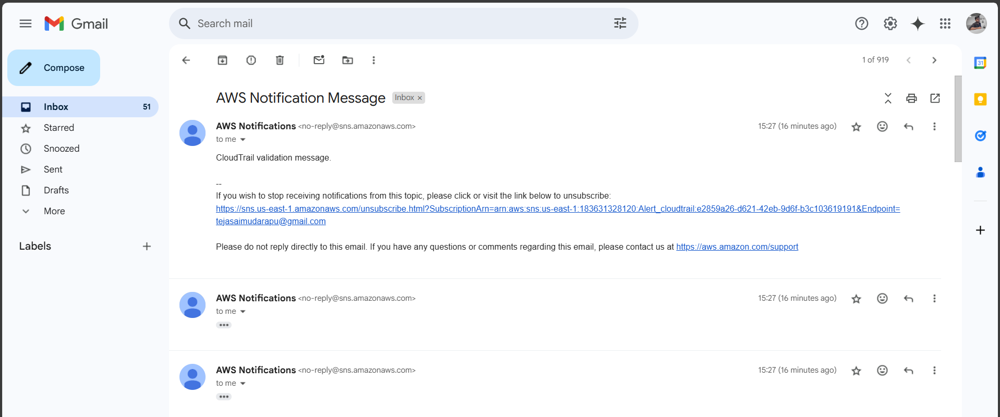 Gmail
Search mail
Compose
Inbox 51
Starred
Snoozed
Sent
Drafts
More
Labels
1 of 919
AWS Notification Message Inbox ×
AWS Notifications <no-reply@sns.amazonaws.com> 15:27 (16 minutes ago)
to me
CloudTrail validation message.
--
If you wish to stop receiving notifications from this topic, please click or visit the link below to unsubscribe:
https://sns.us-east-1.amazonaws.com/unsubscribe.html?SubscriptionArn=arn:aws:sns:us-east-1:183631328120:Alert_cloudtrail:e2859a26-d621-42eb-9d6f-b3c103619191&Endpoint=
tejasaimudarapu@gmail.com
Please do not reply directly to this email. If you have any questions or comments regarding this email, please contact us at https://aws.amazon.com/support
AWS Notifications <no-reply@sns.amazonaws.com> 15:27 (16 minutes ago)
to me
AWS Notifications <no-reply@sns.amazonaws.com> 15:27 (16 minutes ago)
to me
31